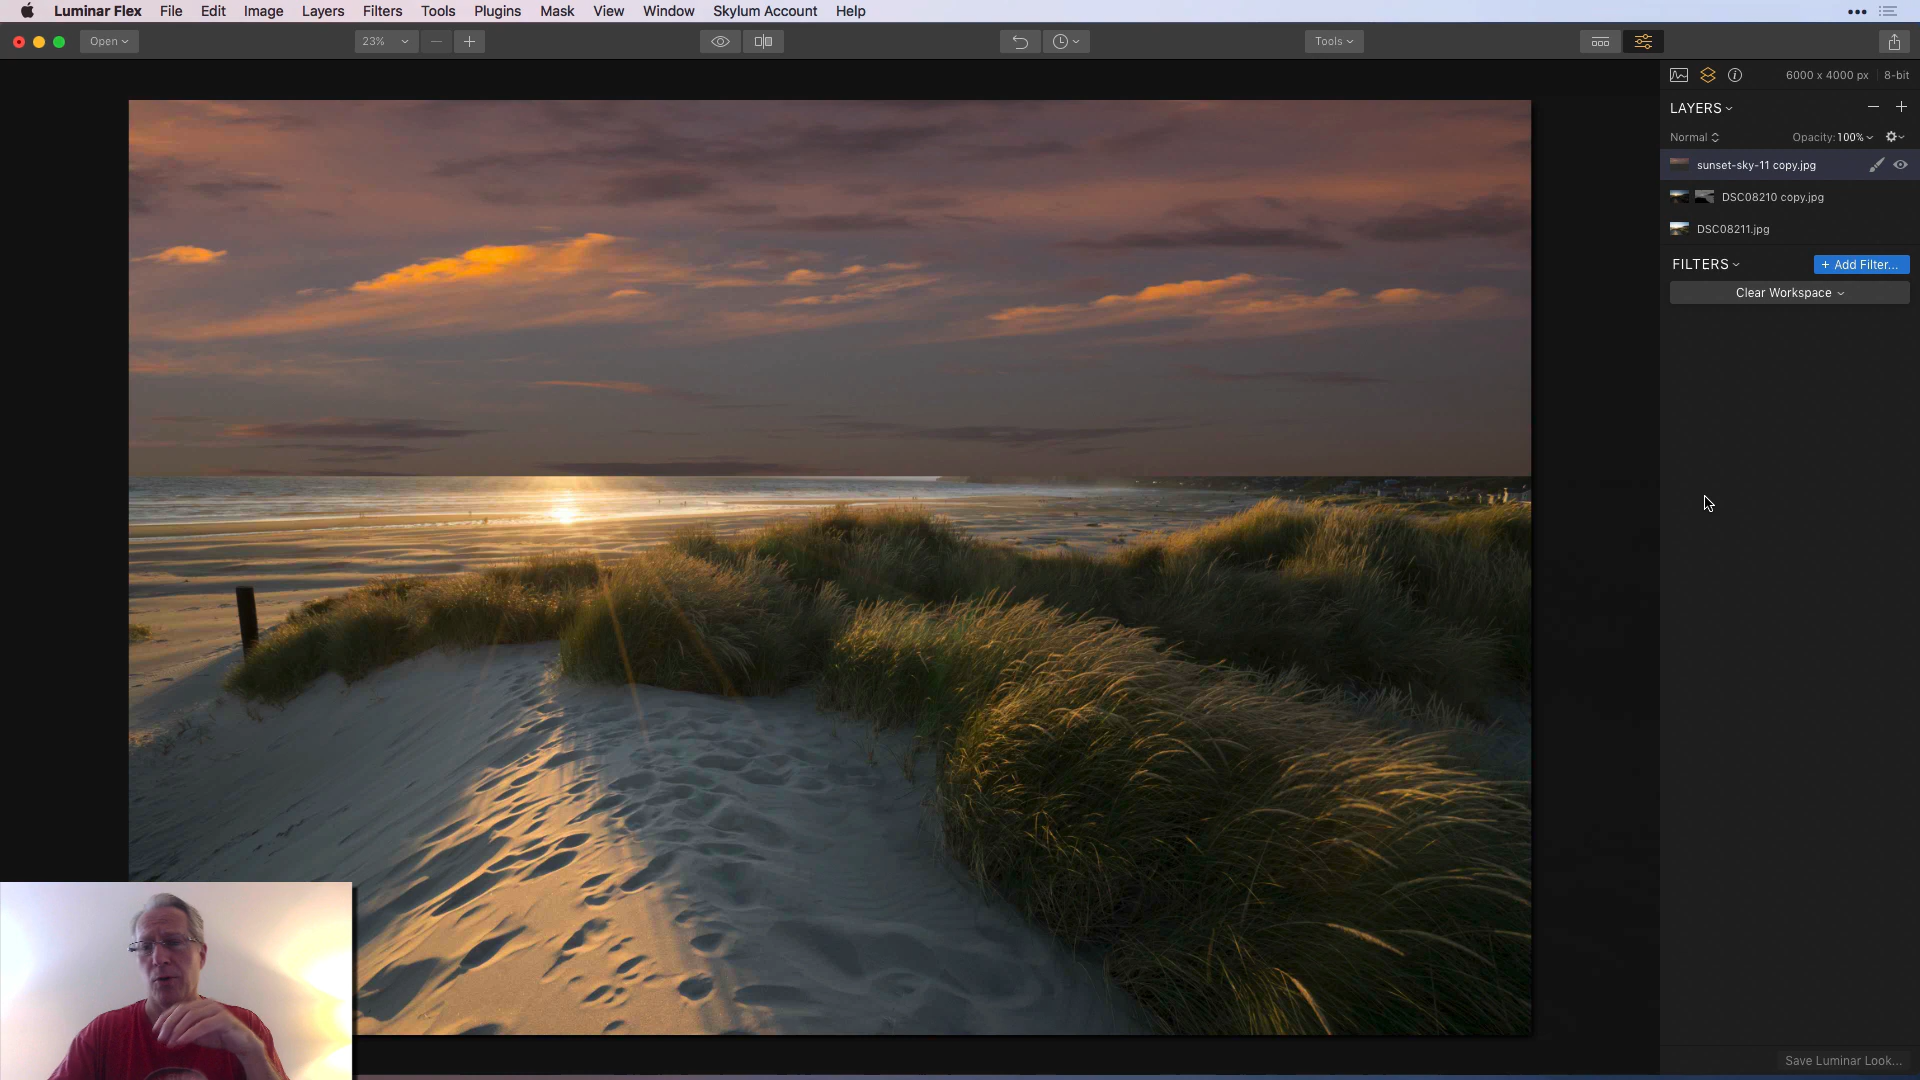 Luminar Flex File Edit Image Layers Filters Tools Plugins Mask View Window Skylum Account Help
Open 23% Tools
6000 x 4000 px 8-bit
LAYERS
Normal Opacity: 100%
sunset-sky-11 copy.jpg
DSC08210 copy.jpg
DSC08211.jpg
FILTERS + Add Filter...
Clear Workspace
Save Luminar Look...